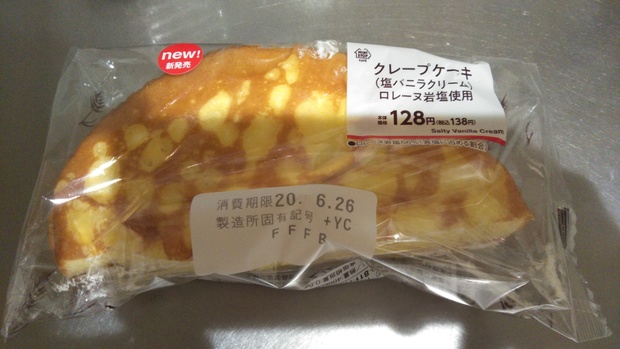 new!
新発売
クレープケーキ
(塩バニラクリーム)
ロレーヌ岩塩使用
本体価格 128円(税込138円)
Salty Vanilla Cream
消費期限20. 6.26
製造所固有記号 +YC
FFFB